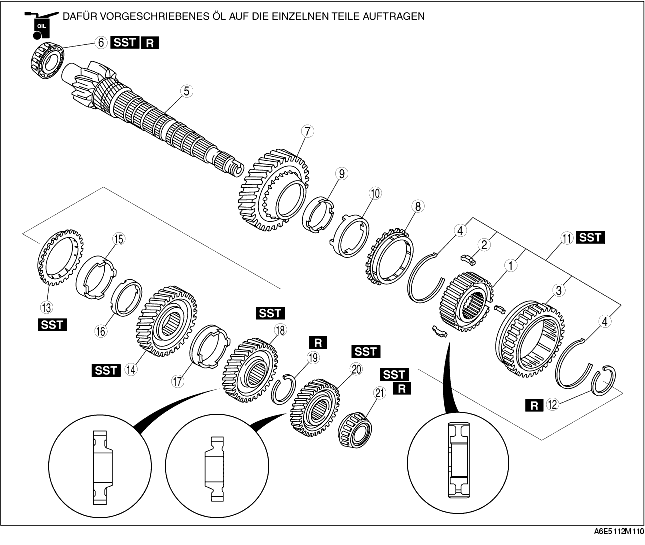 DAFÜR VORGESCHRIEBENES ÖL AUF DIE EINZELNEN TEILE AUFTRAGEN
OIL
6 SST R
5
7
9
10
8
4
2
11 SST
1
3
4
15
13
SST
16
SST 14
17
SST
18
R
19
SST
20
SST
R
21
R 12
A6E5112M110